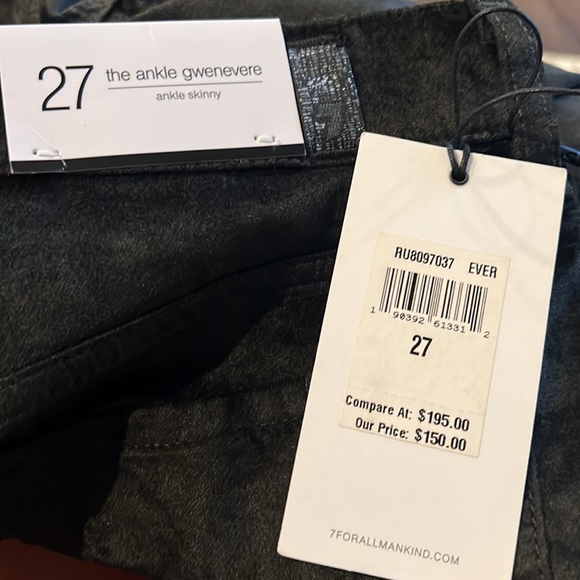 27
the ankle gwenevere
ankle skinny
7
RU8097037 EVER
1 90392 61331 2
27
Compare At: $195.00
Our Price: $150.00
7FORALLMANKIND.COM